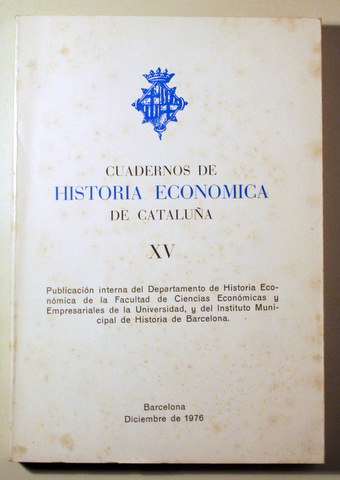 CUADERNOS DE
HISTORIA ECONOMICA
DE CATALUÑA
XV
Publicación interna del Departamento de Historia Eco-
nómica de la Facultad de Ciencias Económicas y
Empresariales de la Universidad, y del Instituto Muni-
cipal de Historia de Barcelona.
Barcelona
Diciembre de 1976